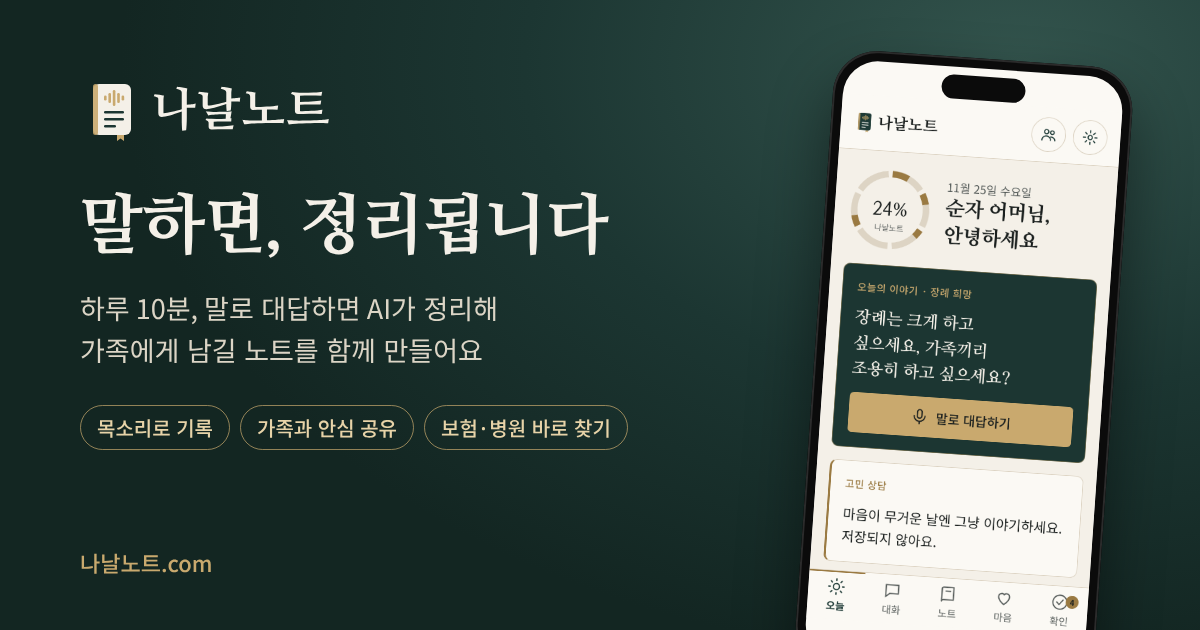 나날노트
말하면, 정리됩니다
하루 10분, 말로 대답하면 AI가 정리해
가족에게 남길 노트를 함께 만들어요
목소리로 기록
가족과 안심 공유
보험·병원 바로 찾기
나날노트.com
나날노트
24%
나날노트
11월 25일 수요일
순자 어머님,
안녕하세요
오늘의 이야기 · 장례 희망
장례는 크게 하고
싶으세요, 가족끼리
조용히 하고 싶으세요?
말로 대답하기
고민 상담
마음이 무거운 날엔 그냥 이야기하세요.
저장되지 않아요.
오늘
대화
노트
마음
확인
4